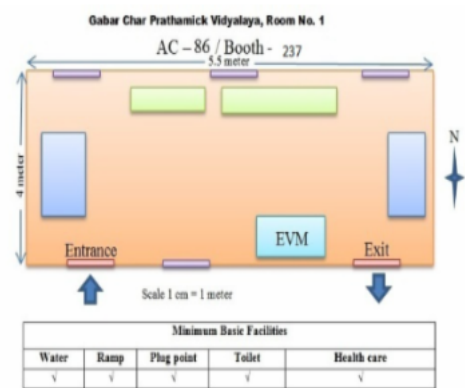 Gabar Char Prathamick Vidyalaya, Room No. 1
AC – 86 / Booth - 237
5.5 meter
4 meter
N
EVM
Entrance
Exit
Scale 1 cm = 1 meter
Minimum Basic Facilities
Water Ramp Plug point Toilet Health care
√ √ √ √ √